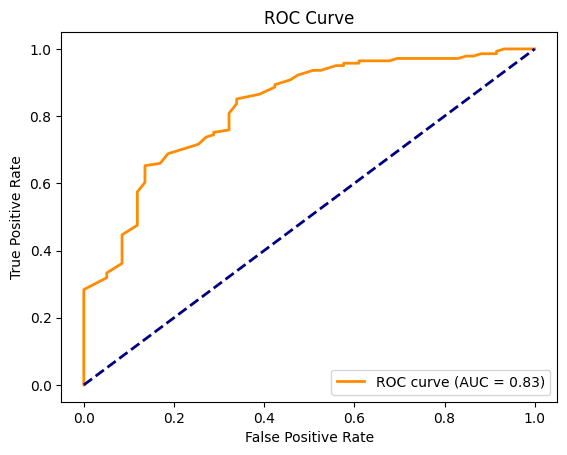 ROC Curve
True Positive Rate
1.0
0.8
0.6
0.4
0.2
0.0
ROC curve (AUC = 0.83)
0.0 0.2 0.4 0.6 0.8 1.0
False Positive Rate